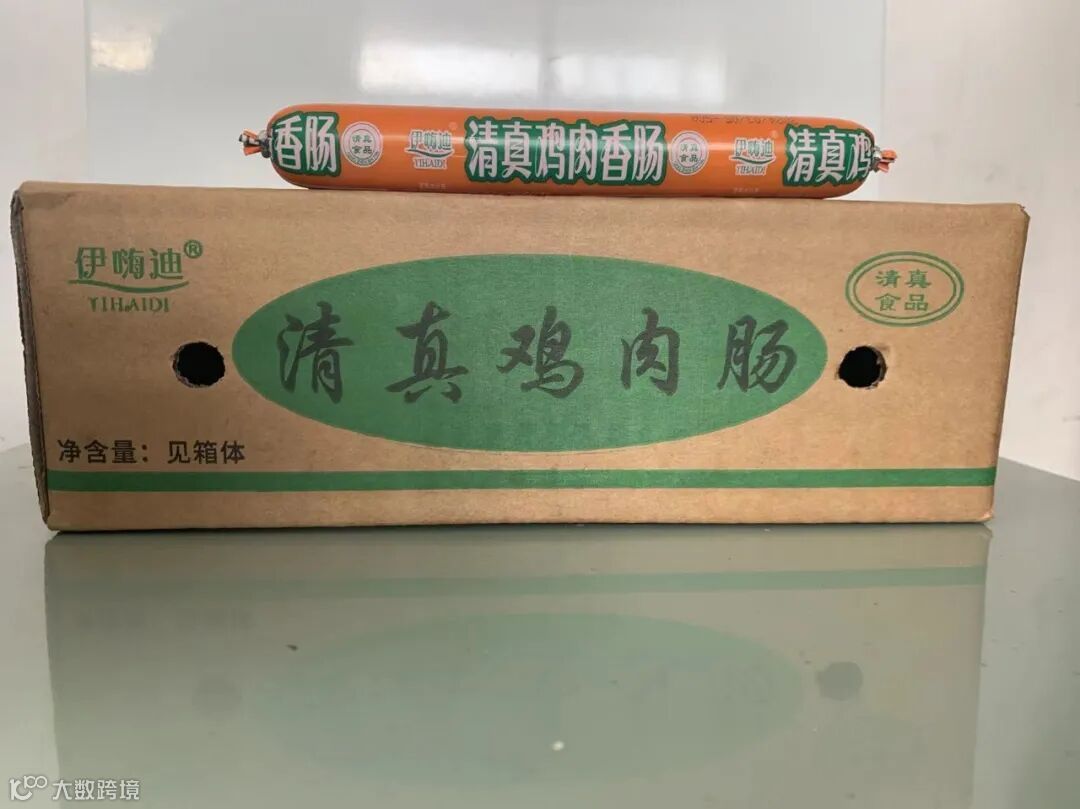 香肠
清真
食品
伊嗨迪
YIHAIDI
清真鸡肉香肠
清真
食品
伊嗨迪
YIHAIDI
清真鸡
伊嗨迪®
YIHAIDI
清真鸡肉肠
清真
食品
净含量：见箱体
大数跨境